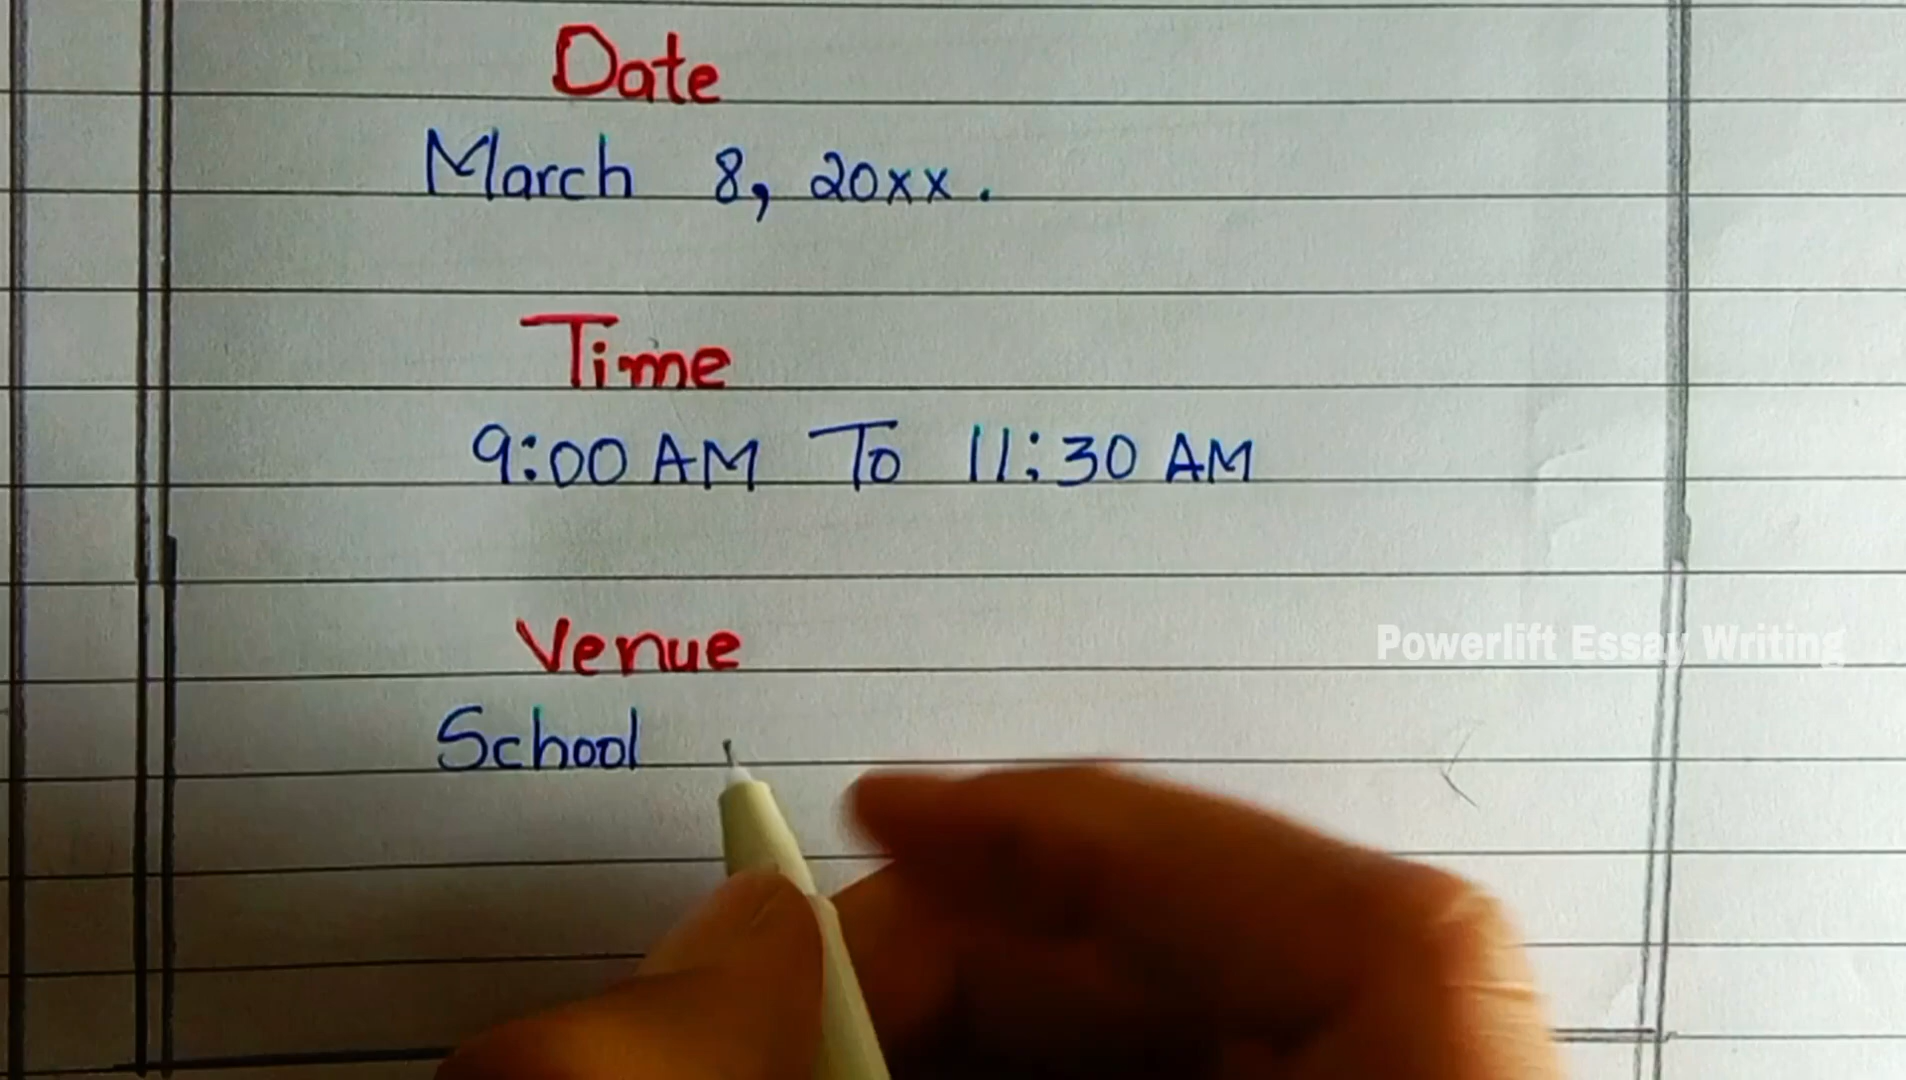 Date
March 8, 20xx.
Time
9:00 AM To 11:30 AM
Venue
Powerlift Essay Writing
School